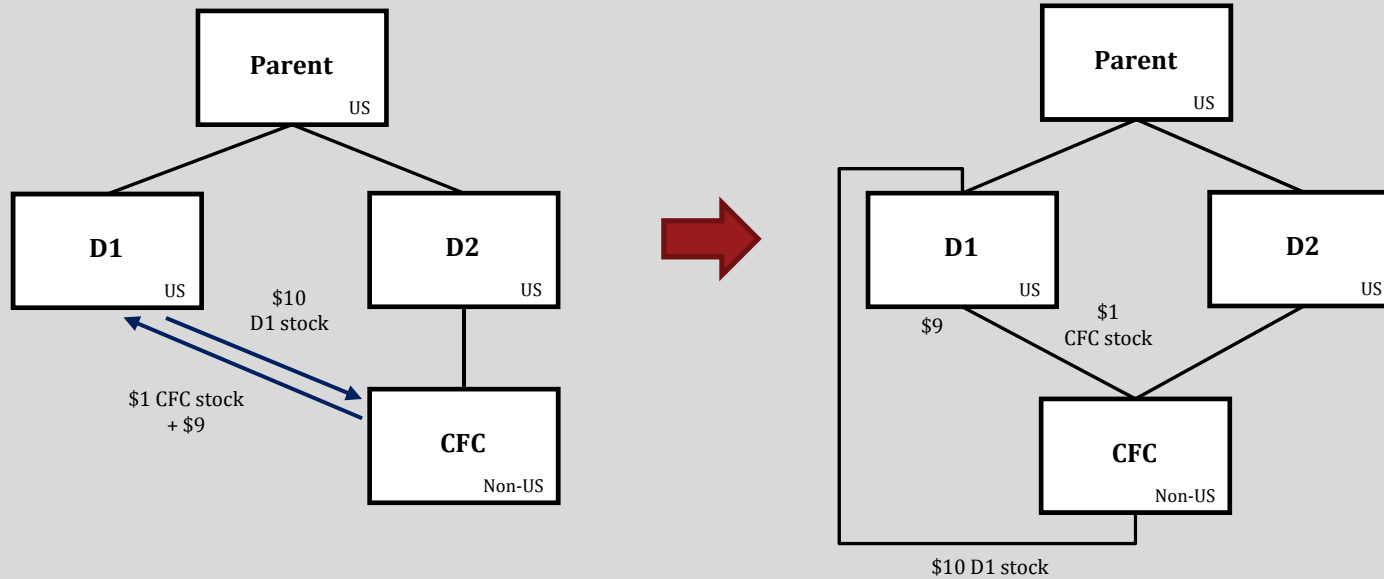 Parent
US
D1
US
D2
US
$10
D1 stock
$1 CFC stock
+ $9
CFC
Non-US
Parent
US
D1
US
D2
US
$9
$1
CFC stock
CFC
Non-US
$10 D1 stock